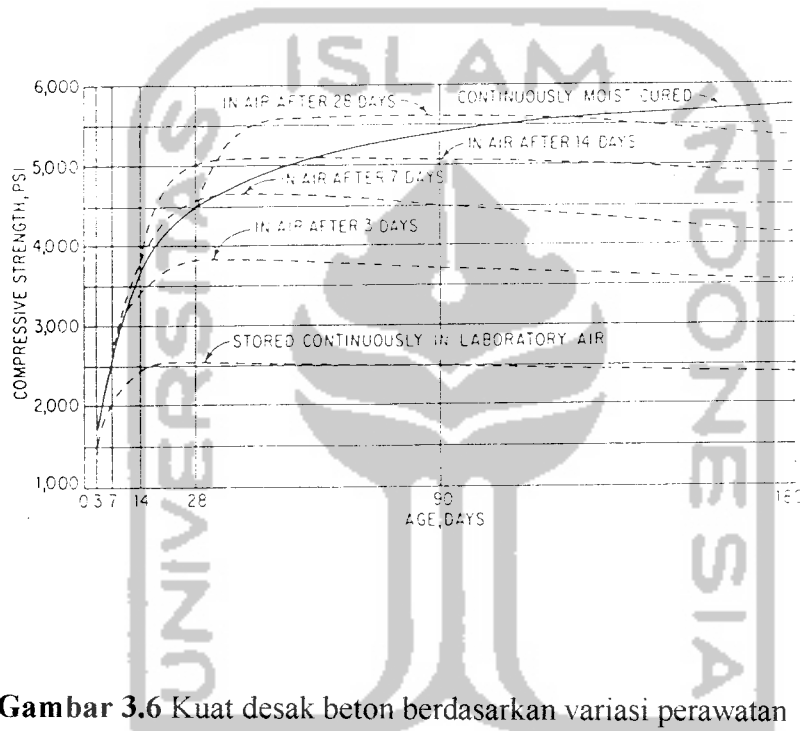 ISLAM
UNIVERSITAS
INDONESIA
6,000
5,000
4,000
3,000
2,000
1,000
COMPRESSIVE STRENGTH, PSI
IN AIR AFTER 28 DAYS
CONTINUOUSLY MOIST CURED
IN AIR AFTER 14 DAYS
IN AIR AFTER 7 DAYS
IN AIR AFTER 3 DAYS
STORED CONTINUOUSLY IN LABORATORY AIR
0 3 7 14 28 90 180
AGE, DAYS
Gambar 3.6 Kuat desak beton berdasarkan variasi perawatan